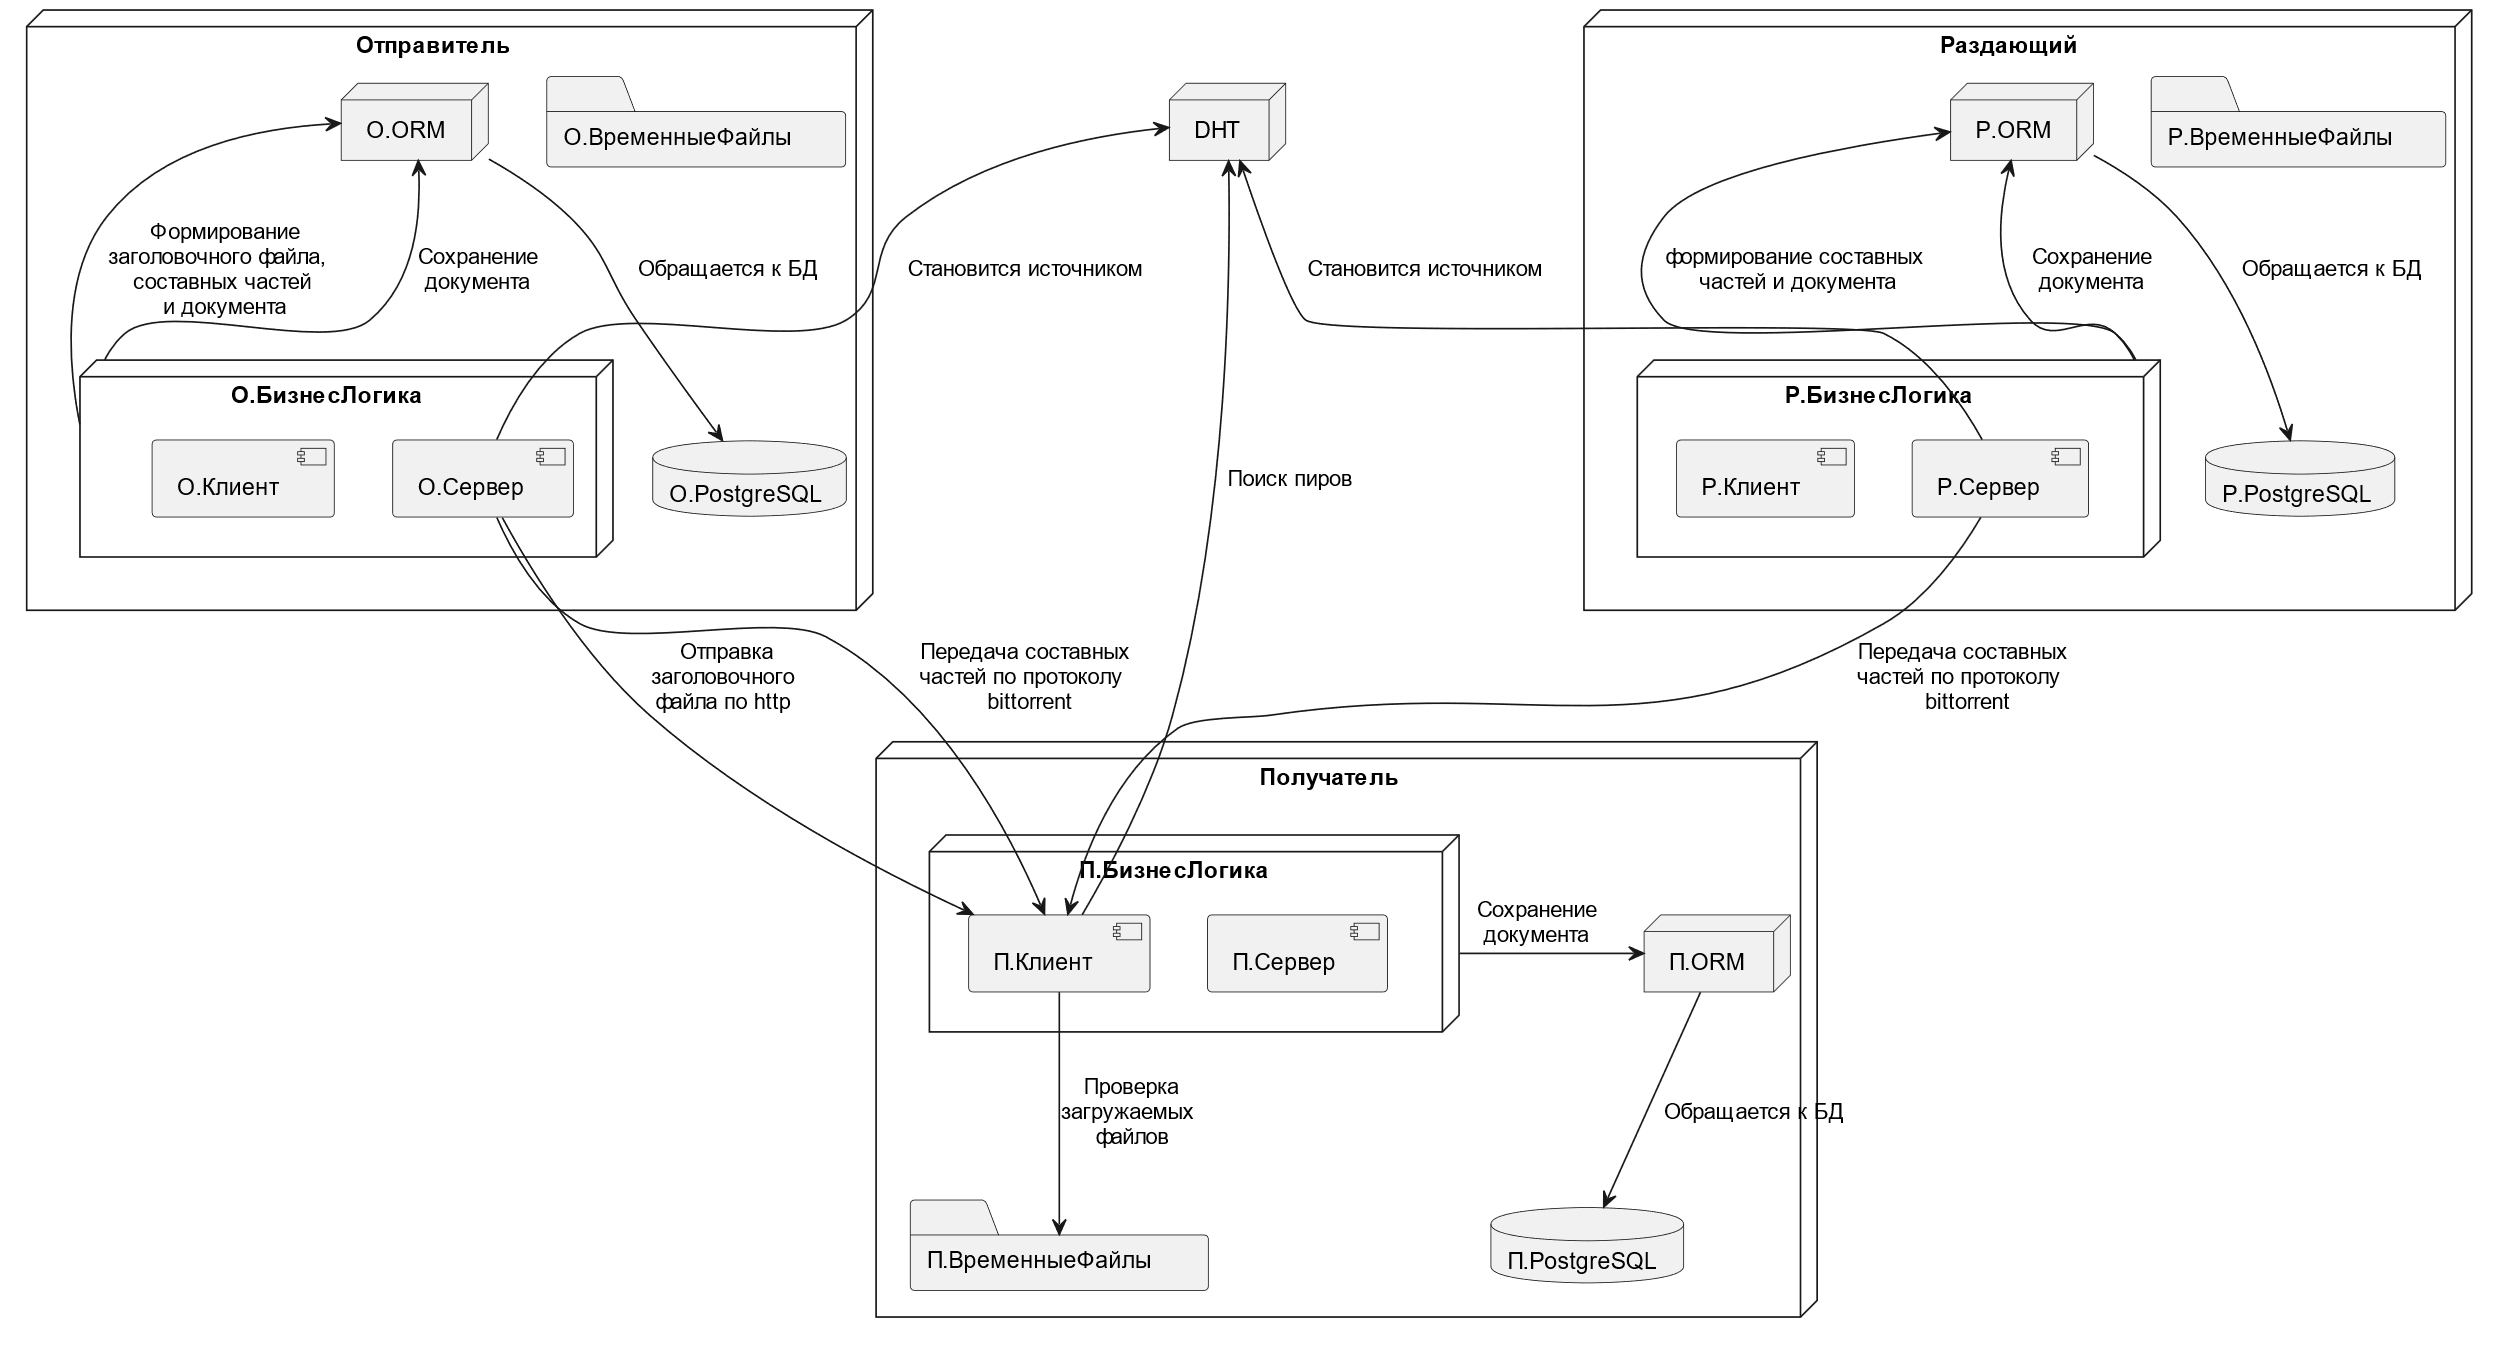 Отправитель
О.ORM
О.ВременныеФайлы
Формирование
заголовочного файла,
составных частей
и документа
Сохранение
документа
Обращается к БД
О.БизнесЛогика
О.Клиент
О.Сервер
О.PostgreSQL
DHT
Становится источником
Становится источником
Поиск пиров
Раздающий
Р.ORM
Р.ВременныеФайлы
формирование составных
частей и документа
Сохранение
документа
Обращается к БД
Р.БизнесЛогика
Р.Клиент
Р.Сервер
Р.PostgreSQL
Отправка
заголовочного
файла по http
Передача составных
частей по протоколу
bittorrent
Передача составных
частей по протоколу
bittorrent
Получатель
П.БизнесЛогика
П.Клиент
П.Сервер
Сохранение
документа
П.ORM
Проверка
загружаемых
файлов
Обращается к БД
П.ВременныеФайлы
П.PostgreSQL